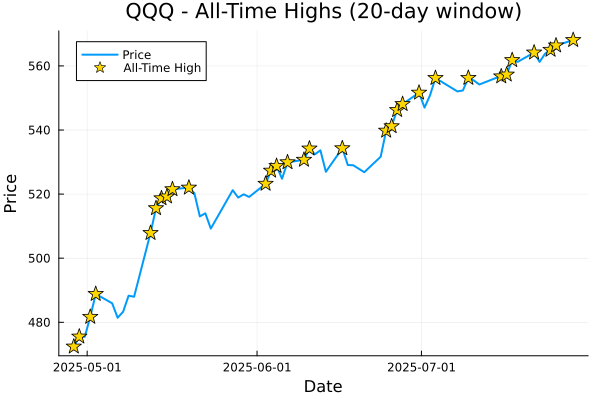 QQQ - All-Time Highs (20-day window)
Price
All-Time High
Price
560
540
520
500
480
2025-05-01 2025-06-01 2025-07-01
Date